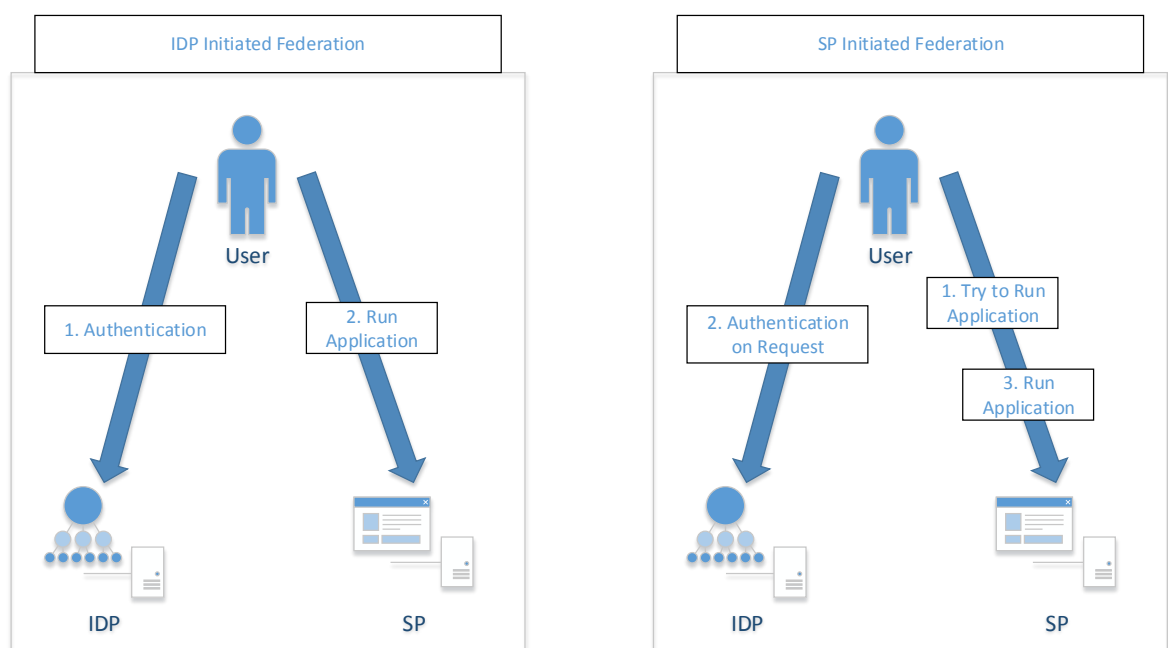 IDP Initiated Federation
User
1. Authentication
2. Run
Application
IDP
SP
SP Initiated Federation
User
1. Try to Run
Application
2. Authentication
on Request
3. Run
Application
IDP
SP